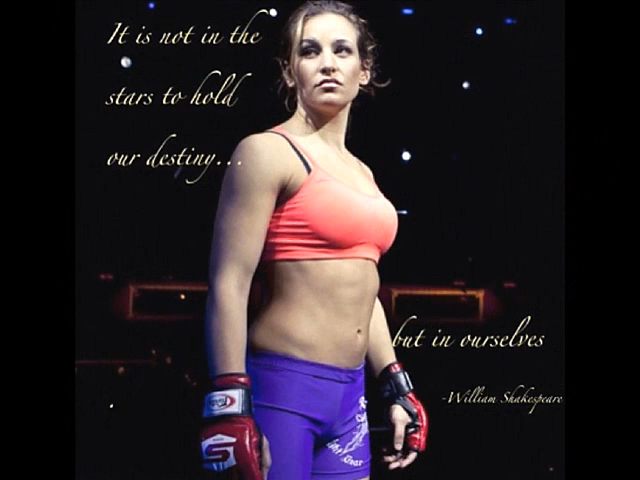 It is not in the
stars to hold
our destiny...
but in ourselves
-William Shakespeare